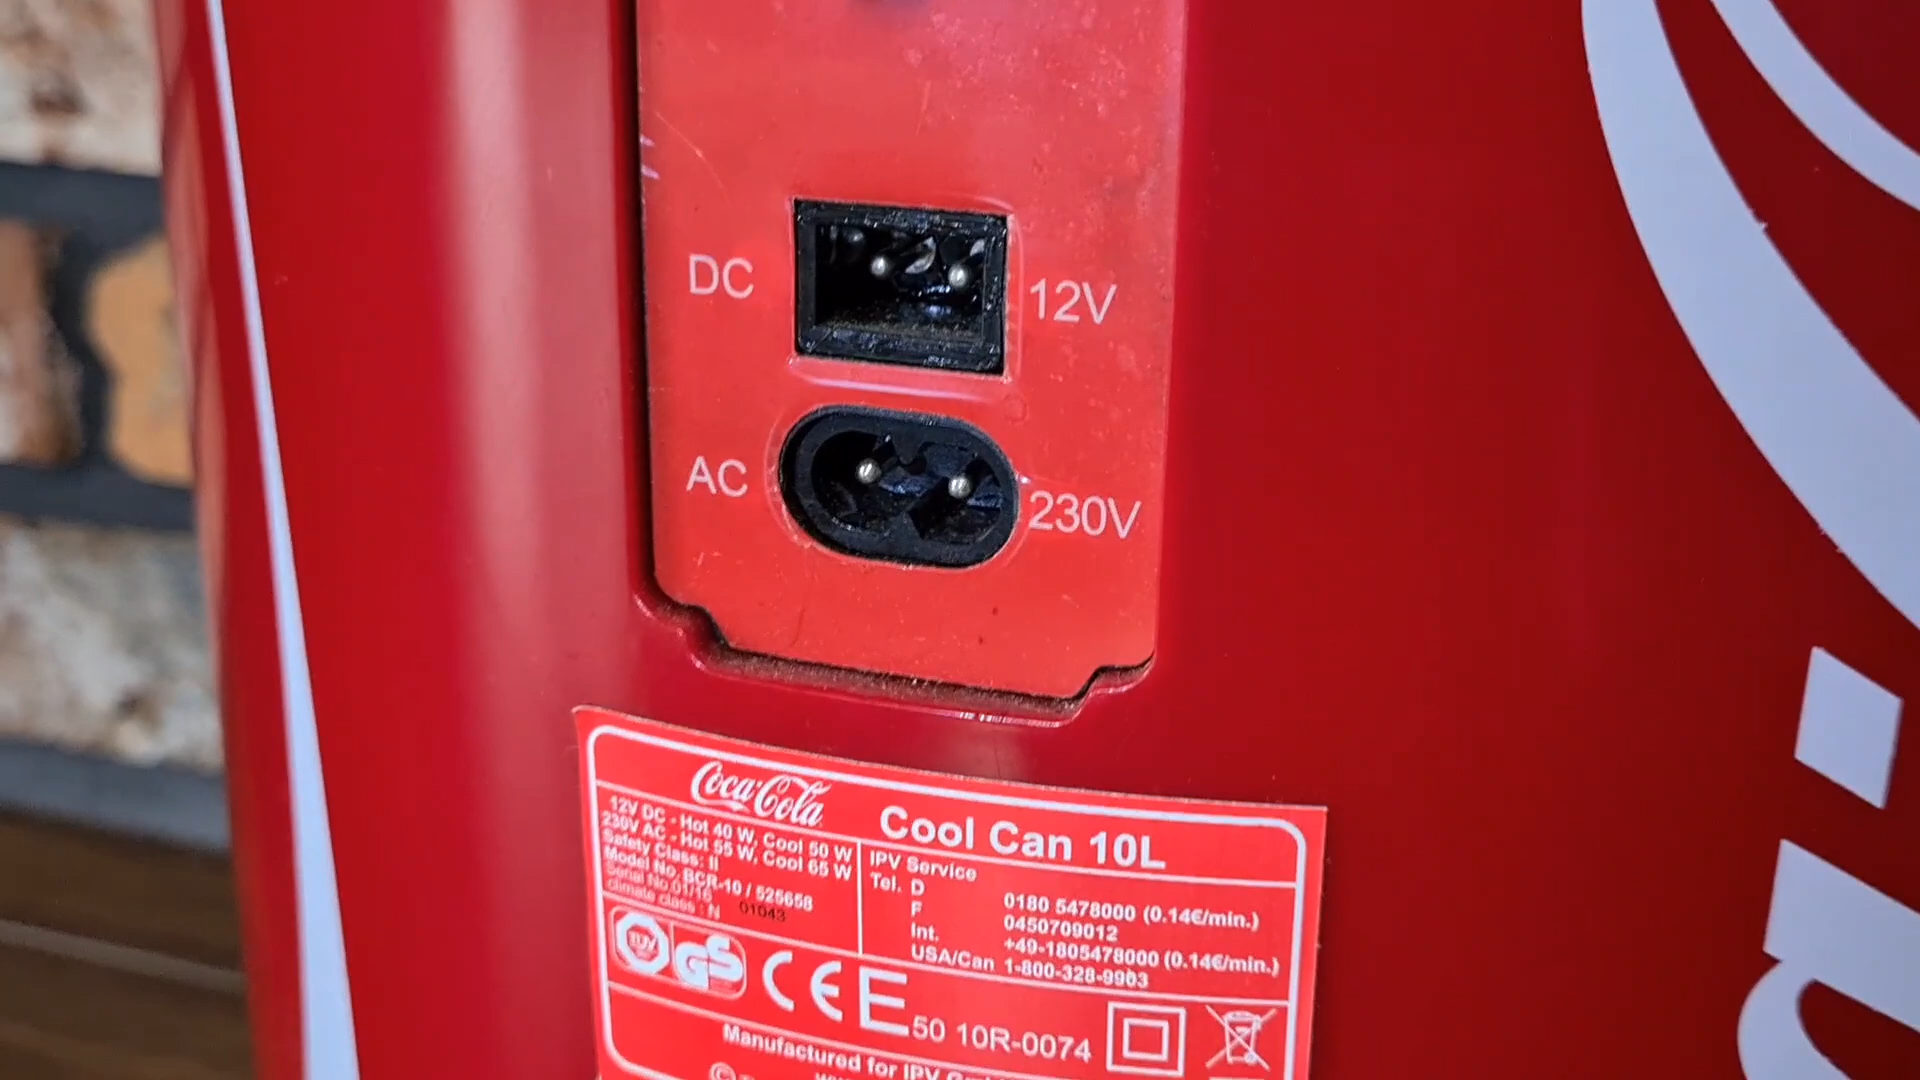 DC 12V
AC 230V
Coca-Cola
Cool Can 10L
12V DC - Hot 40 W, Cool 50 W
230V AC - Hot 55 W, Cool 65 W
Safety Class: II
Model No. BCR-10 / 525658
Serial No.01/16 01043
climate class : N
IPV Service
Tel. D 0180 5478000 (0.14€/min.)
F 0450709012
Int. +49-1805478000 (0.14€/min.)
USA/Can 1-800-328-9903
TÜV GS CE E50 10R-0074
Manufactured for IPV